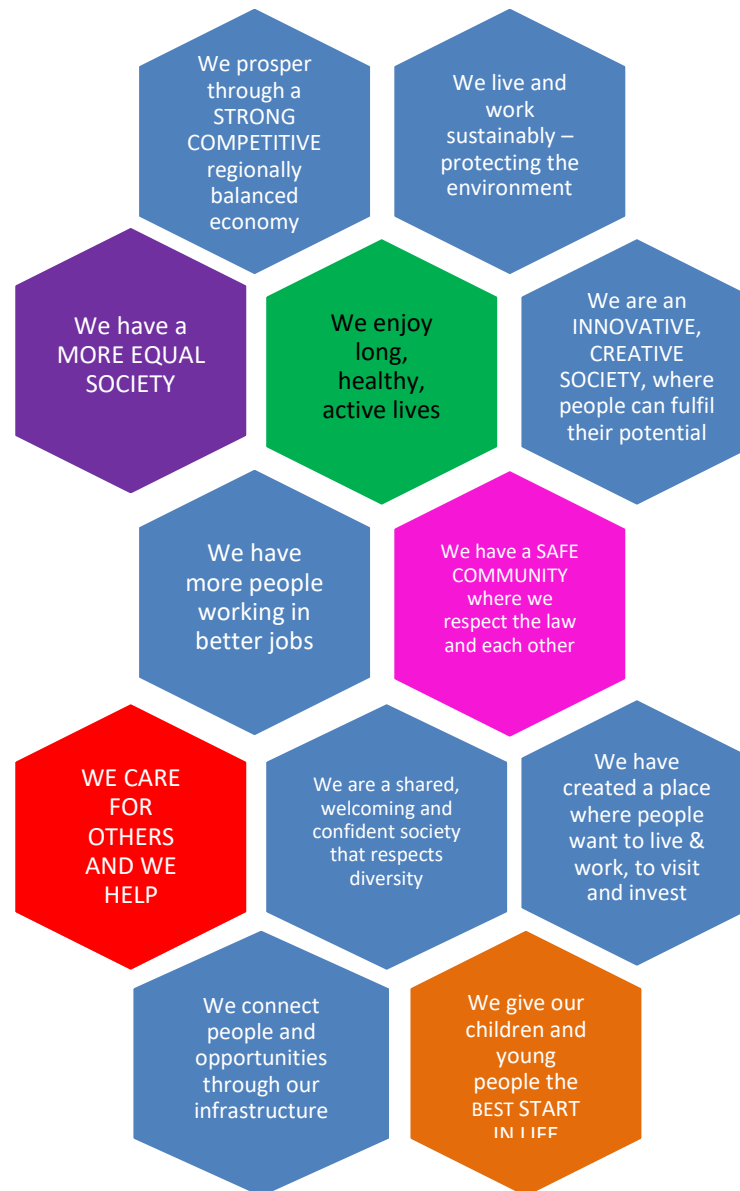 We prosper
through a
STRONG
COMPETITIVE
regionally
balanced
economy
We live and
work
sustainably –
protecting the
environment
We have a
MORE EQUAL
SOCIETY
We enjoy
long,
healthy,
active lives
We are an
INNOVATIVE,
CREATIVE
SOCIETY, where
people can fulfil
their potential
We have
more people
working in
better jobs
We have a SAFE
COMMUNITY
where we
respect the law
and each other
WE CARE
FOR
OTHERS
AND WE
HELP
We are a shared,
welcoming and
confident society
that respects
diversity
We have
created a place
where people
want to live &
work, to visit
and invest
We connect
people and
opportunities
through our
infrastructure
We give our
children and
young
people the
BEST START
IN LIFE